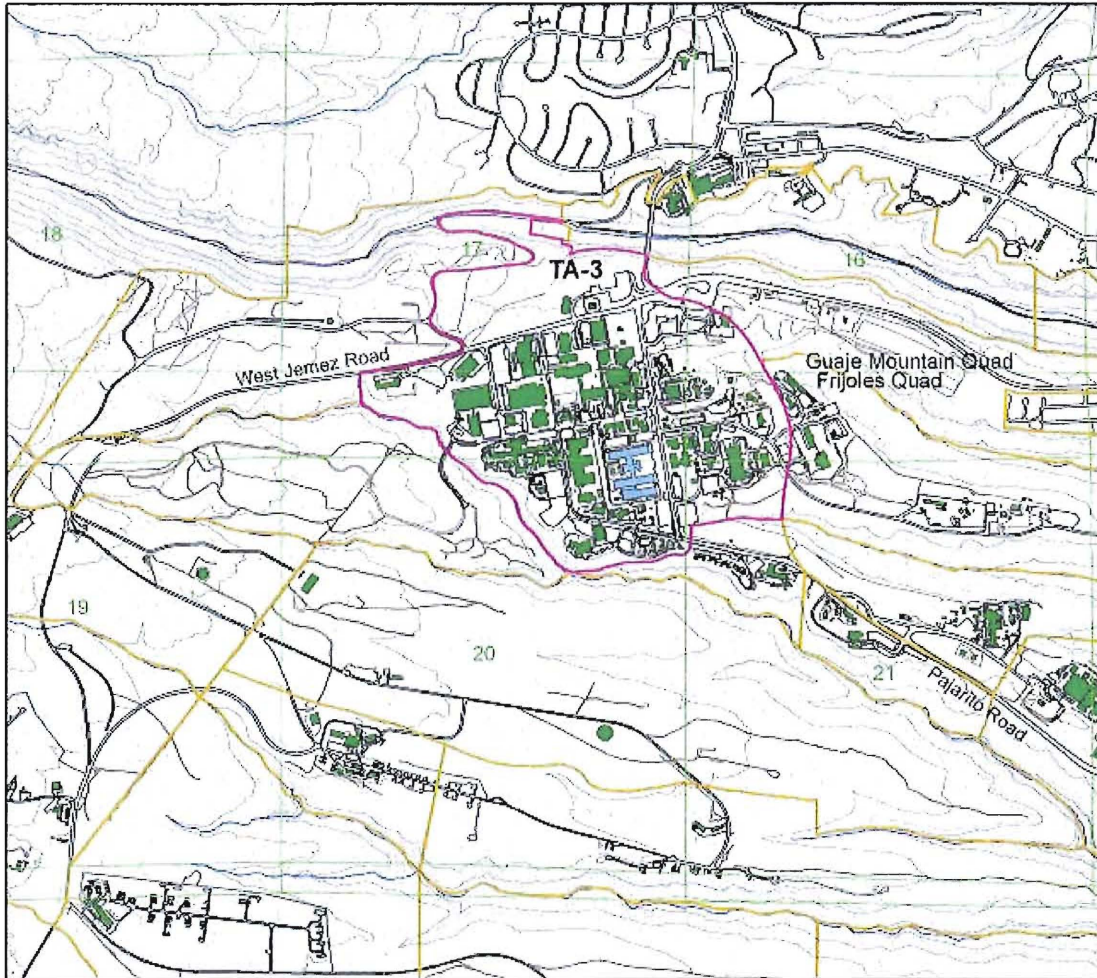 18
17
16
TA-3
West Jemez Road
Guaje Mountain Quad
Frijoles Quad
19
20
21
Pajarito Road